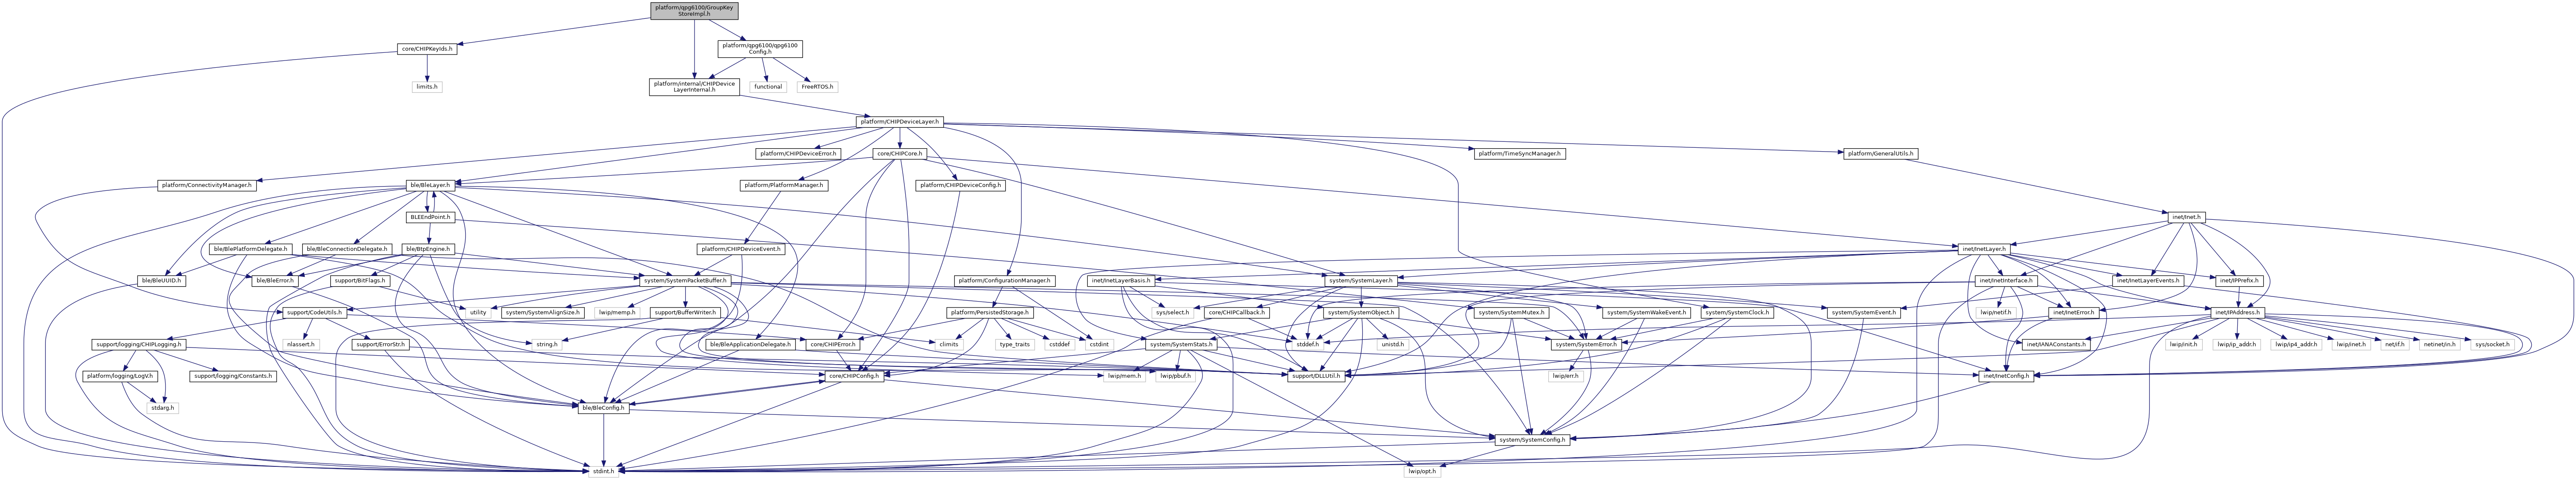 platform/qpg6100/GroupKey
StoreImpl.h
core/CHIPKeyIds.h
platform/qpg6100/qpg6100
Config.h
limits.h
platform/internal/CHIPDevice
LayerInternal.h
functional
FreeRTOS.h
platform/CHIPDeviceLayer.h
platform/CHIPDeviceError.h
core/CHIPCore.h
platform/TimeSyncManager.h
platform/GeneralUtils.h
platform/ConnectivityManager.h
ble/BleLayer.h
platform/PlatformManager.h
platform/CHIPDeviceConfig.h
BLEEndPoint.h
inet/Inet.h
ble/BlePlatformDelegate.h
ble/BleConnectionDelegate.h
ble/BtpEngine.h
platform/CHIPDeviceEvent.h
inet/InetLayer.h
ble/BleUUID.h
ble/BleError.h
support/BitFlags.h
system/SystemPacketBuffer.h
platform/ConfigurationManager.h
inet/InetLayerBasis.h
system/SystemLayer.h
inet/InetInterface.h
inet/InetLayerEvents.h
inet/IPPrefix.h
support/CodeUtils.h
utility
system/SystemAlignSize.h
lwip/memp.h
support/BufferWriter.h
platform/PersistedStorage.h
sys/select.h
core/CHIPCallback.h
system/SystemObject.h
system/SystemMutex.h
system/SystemWakeEvent.h
system/SystemClock.h
system/SystemEvent.h
lwip/netif.h
inet/InetError.h
inet/IPAddress.h
support/logging/CHIPLogging.h
nlassert.h
support/ErrorStr.h
string.h
ble/BleApplicationDelegate.h
core/CHIPError.h
climits
type_traits
cstddef
cstdint
system/SystemStats.h
stddef.h
unistd.h
system/SystemError.h
inet/IANAConstants.h
lwip/init.h
lwip/ip_addr.h
lwip/ip4_addr.h
lwip/inet.h
net/if.h
netinet/in.h
sys/socket.h
platform/logging/LogV.h
support/logging/Constants.h
core/CHIPConfig.h
lwip/mem.h
lwip/pbuf.h
support/DLLUtil.h
lwip/err.h
inet/InetConfig.h
stdarg.h
ble/BleConfig.h
system/SystemConfig.h
stdint.h
lwip/opt.h